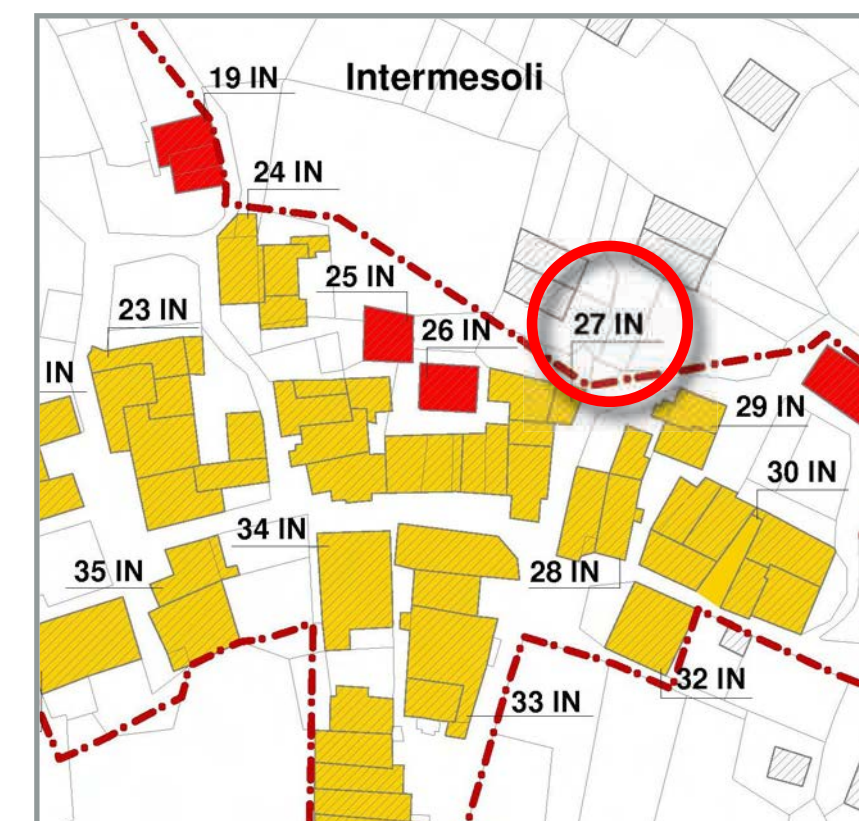 19 IN
Intermesoli
24 IN
25 IN
23 IN
26 IN
27 IN
IN
29 IN
30 IN
34 IN
35 IN
28 IN
32 IN
33 IN